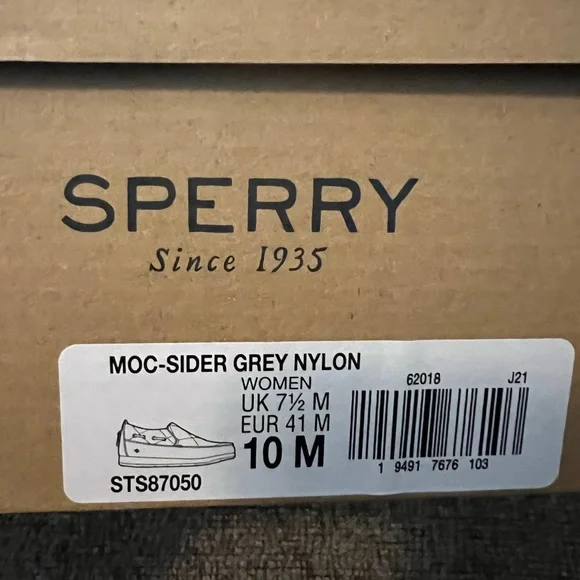 SPERRY
Since 1935
MOC-SIDER GREY NYLON
WOMEN
UK 7½ M
EUR 41 M
10 M
STS87050
62018 J21
1 9491 7676 103